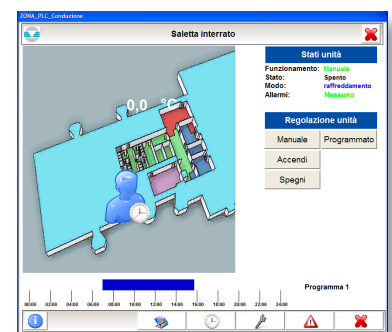 ZONA_PLC_Conduzione
Saletta interrato
0,0 °C
Stati unità
Funzionamento: Manuale
Stato: Spento
Modo: raffreddamento
Allarmi: Nessuno
Regolazione unità
Manuale Programmato
Accendi
Spegni
Programma 1
00:00 02:00 04:00 06:00 08:00 10:00 12:00 14:00 16:00 18:00 20:00 22:00 24:00